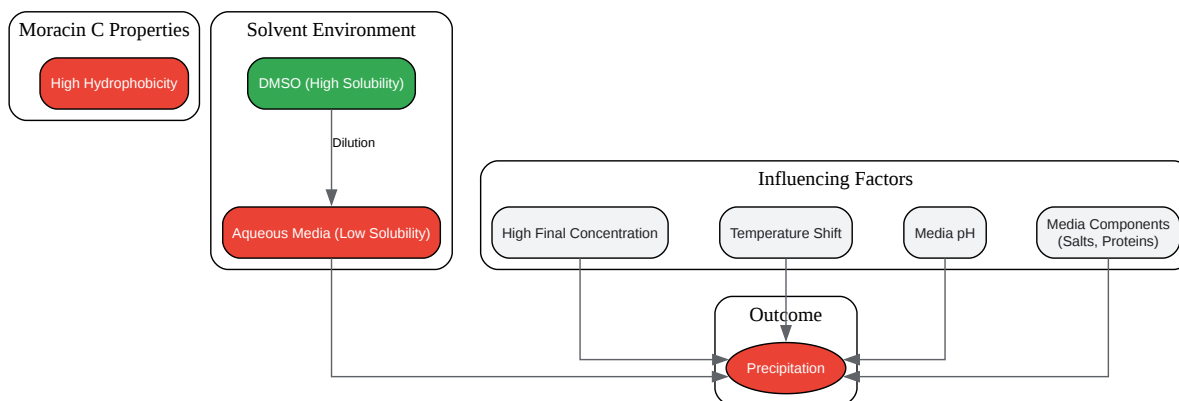 Moracin C Properties
High Hydrophobicity
Solvent Environment
DMSO (High Solubility)
Dilution
Aqueous Media (Low Solubility)
Influencing Factors
High Final Concentration
Temperature Shift
Media pH
Media Components
(Salts, Proteins)
Outcome
Precipitation